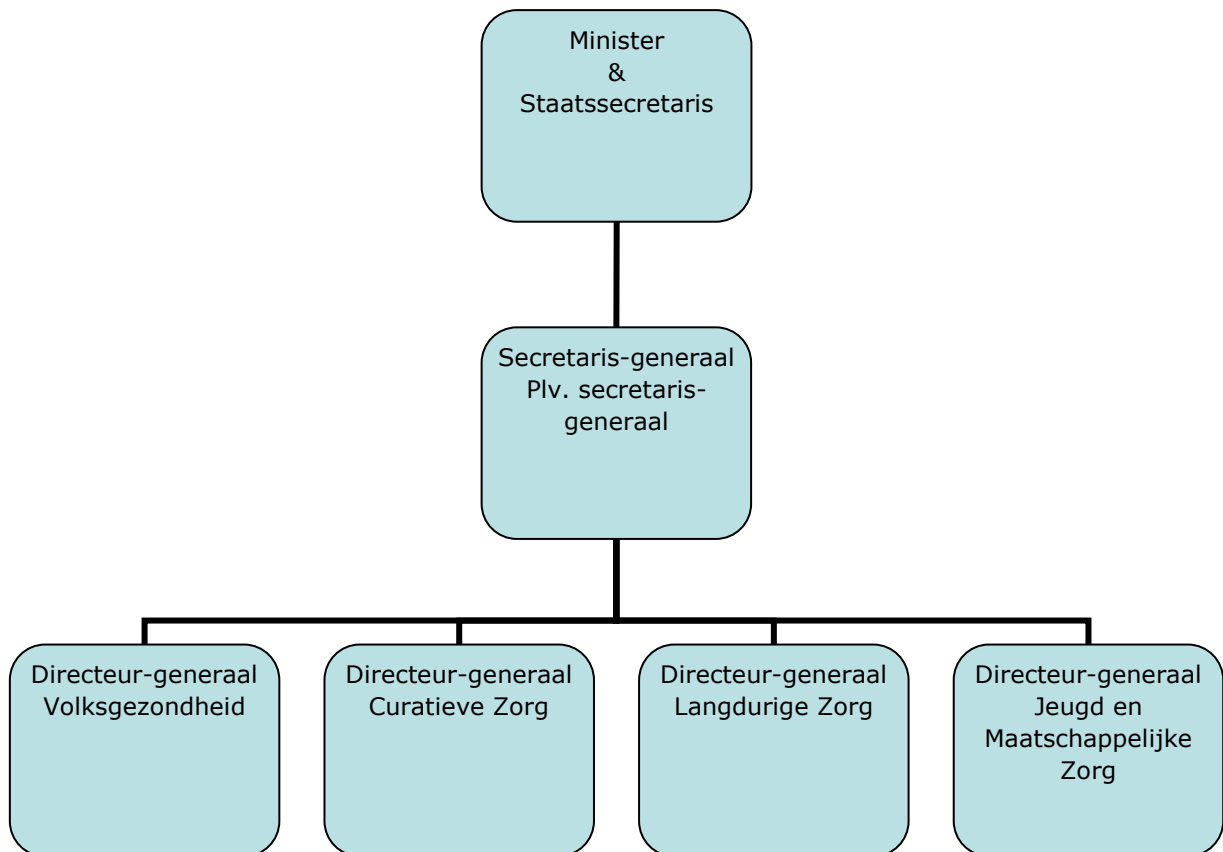 Minister
&
Staatssecretaris
Secretaris-generaal
Plv. secretaris-
generaal
Directeur-generaal
Volksgezondheid
Directeur-generaal
Curatieve Zorg
Directeur-generaal
Langdurige Zorg
Directeur-generaal
Jeugd en
Maatschappelijke
Zorg